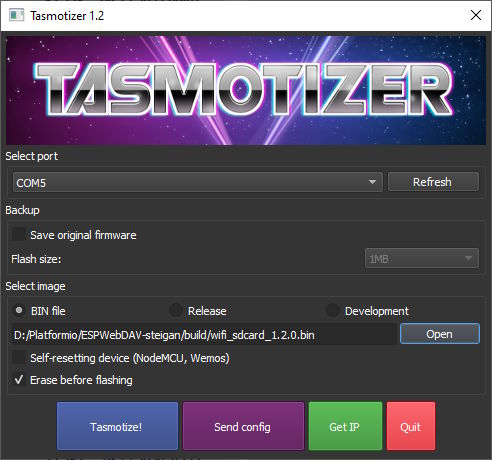 Tasmotizer 1.2
TASMOTIZER
Select port
COM5
Refresh
Backup
Save original firmware
Flash size:
1MB
Select image
BIN file
Release
Development
D:/Platformio/ESPWebDAV-steigan/build/wifi_sdcard_1.2.0.bin
Open
Self-resetting device (NodeMCU, Wemos)
Erase before flashing
Tasmotize!
Send config
Get IP
Quit